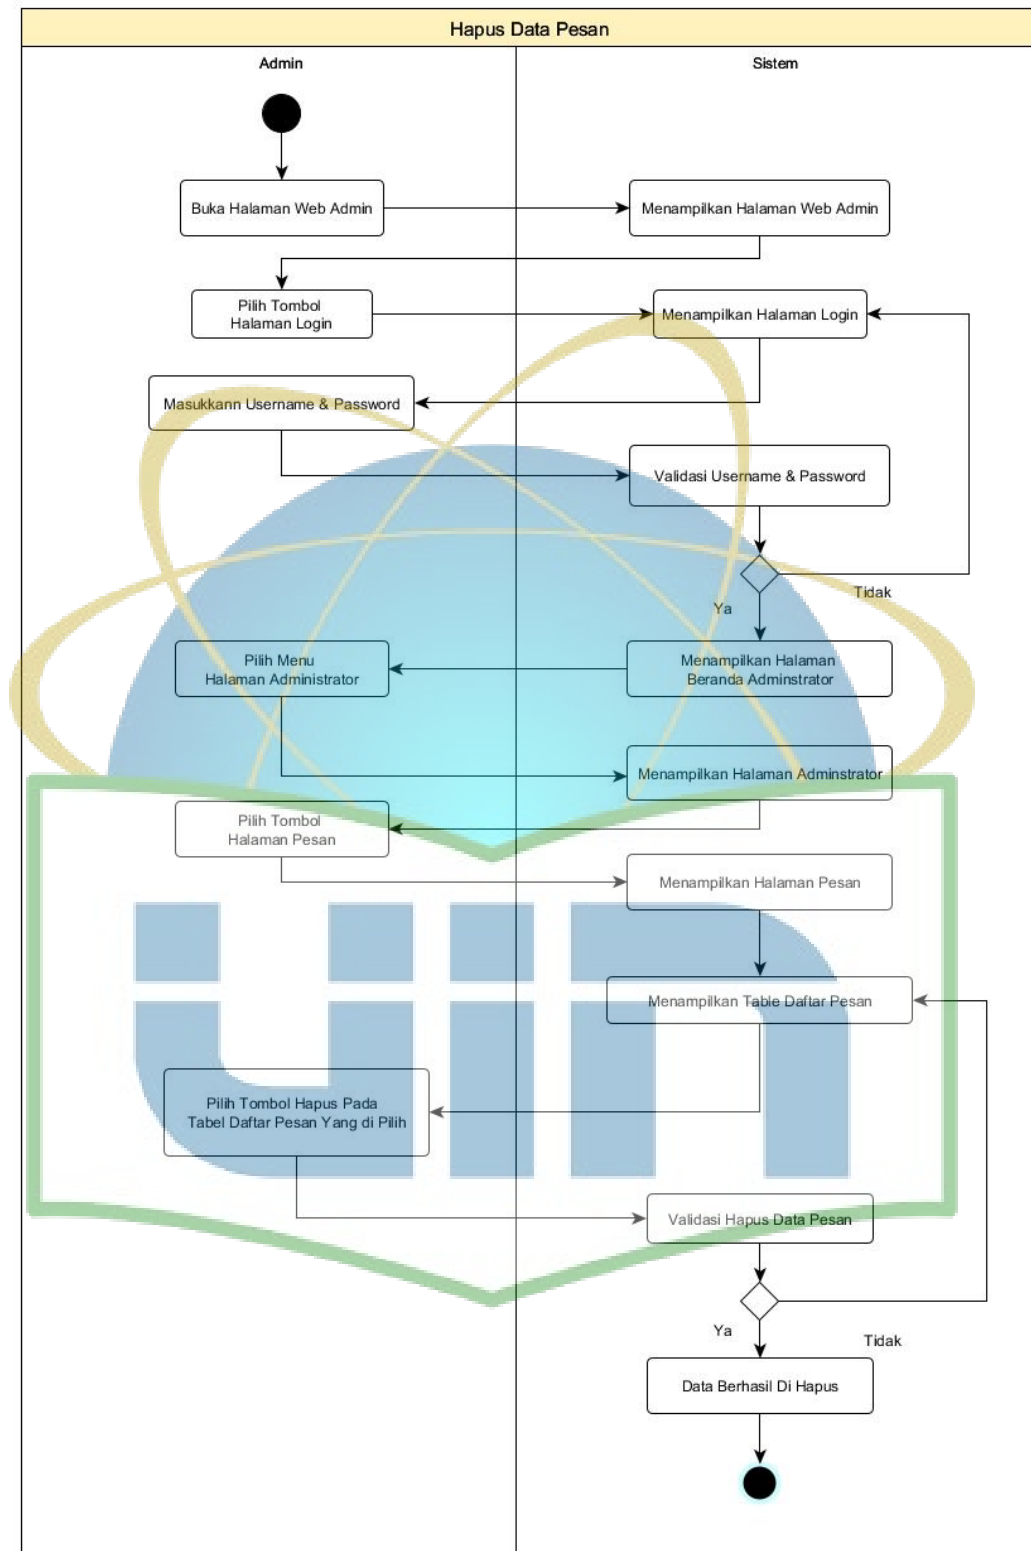 Hapus Data Pesan
Admin
Sistem
Buka Halaman Web Admin
Menampilkan Halaman Web Admin
Pilih Tombol
Halaman Login
Menampilkan Halaman Login
Masukkann Username & Password
Validasi Username & Password
Tidak
Ya
Pilih Menu
Halaman Administrator
Menampilkan Halaman
Beranda Adminstrator
Menampilkan Halaman Adminstrator
Pilih Tombol
Halaman Pesan
Menampilkan Halaman Pesan
Menampilkan Table Daftar Pesan
Pilih Tombol Hapus Pada
Tabel Daftar Pesan Yang di Pilih
Validasi Hapus Data Pesan
Ya
Tidak
Data Berhasil Di Hapus
uin